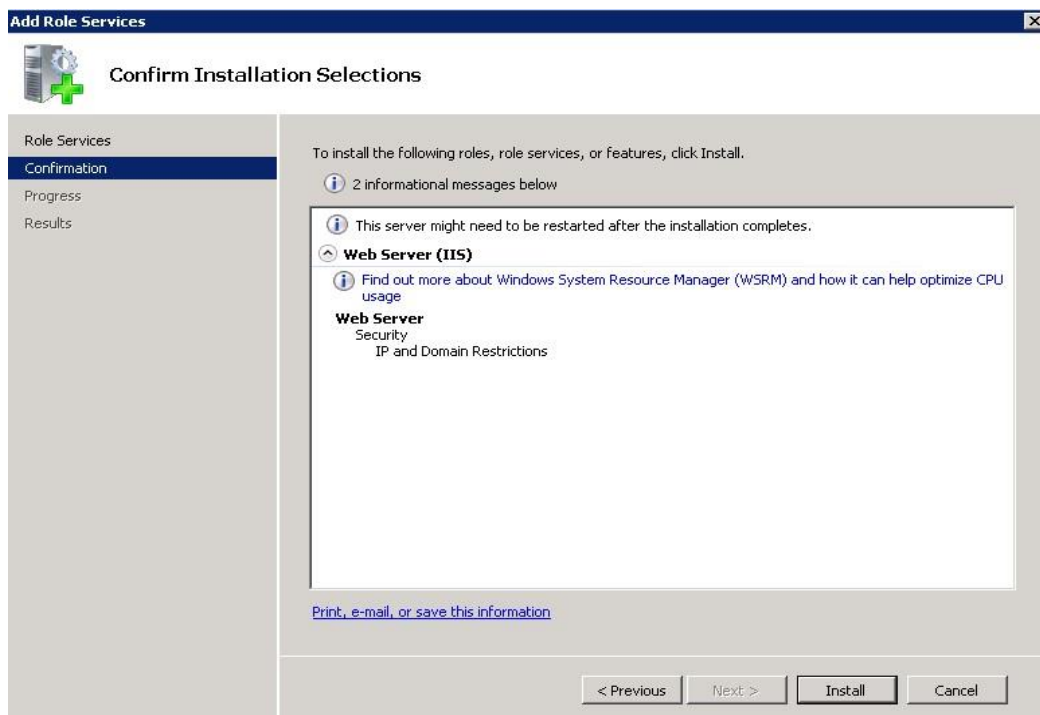 Add Role Services
Confirm Installation Selections
Role Services
Confirmation
Progress
Results
To install the following roles, role services, or features, click Install.
2 informational messages below
This server might need to be restarted after the installation completes.
Web Server (IIS)
Find out more about Windows System Resource Manager (WSRM) and how it can help optimize CPU
usage
Web Server
Security
IP and Domain Restrictions
Print, e-mail, or save this information
< Previous
Next >
Install
Cancel